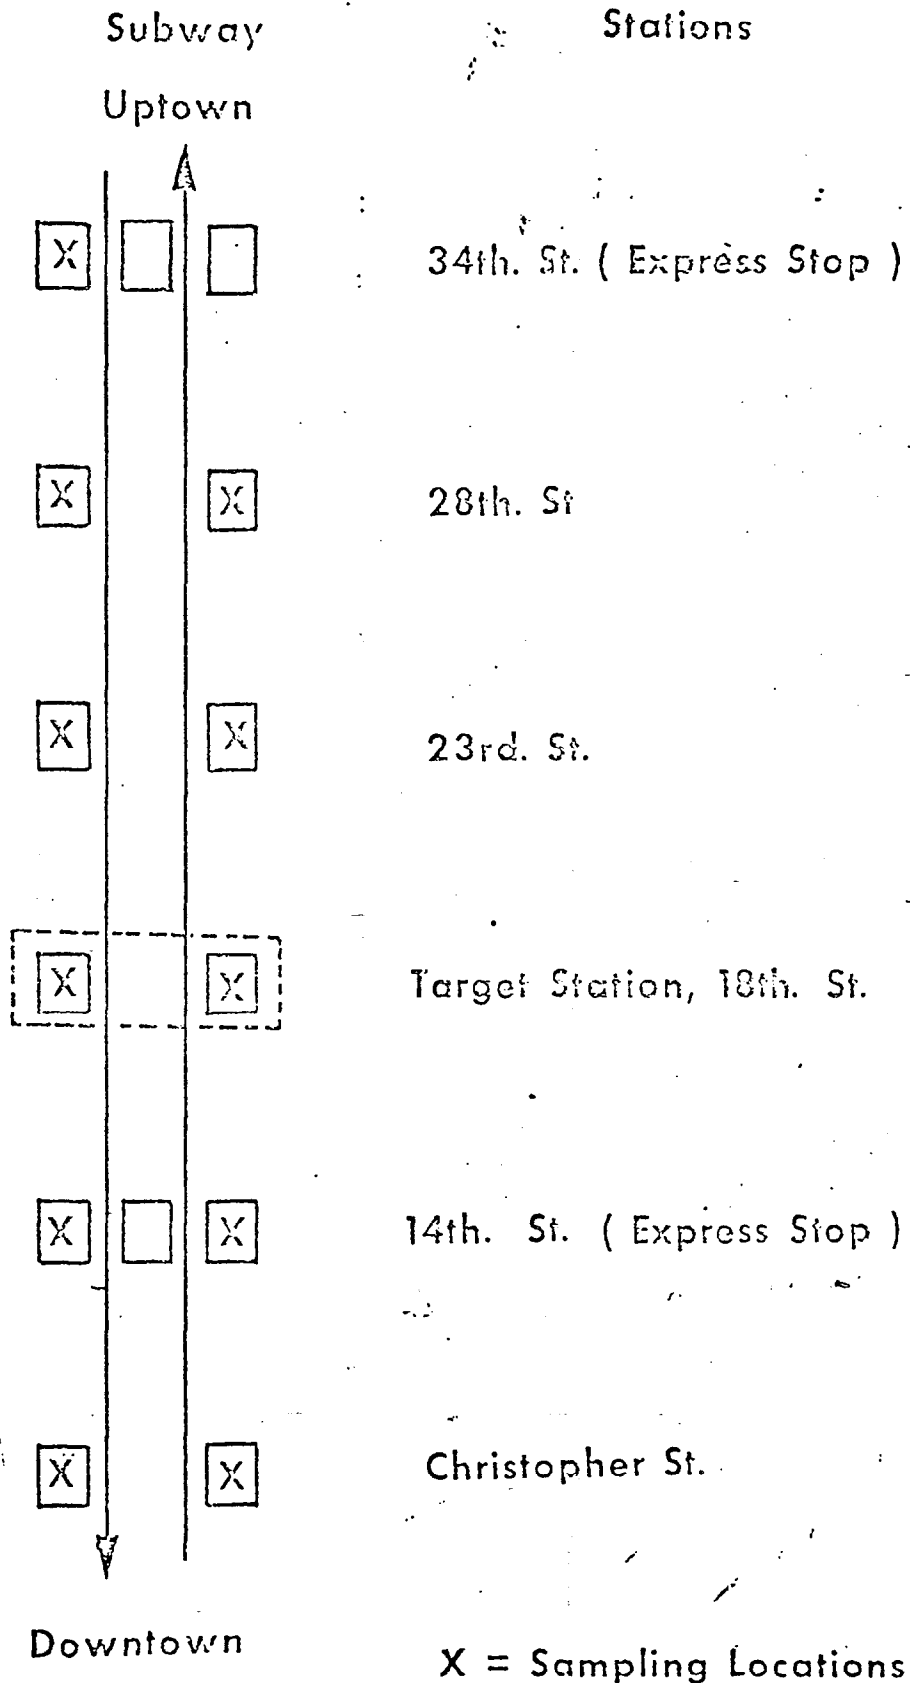 Subway Stations
Uptown
X 34th. St. ( Express Stop )
X X 28th. St
X X 23rd. St.
X X Target Station, 18th. St.
X X 14th. St. ( Express Stop )
X X Christopher St.
Downtown
X = Sampling Locations